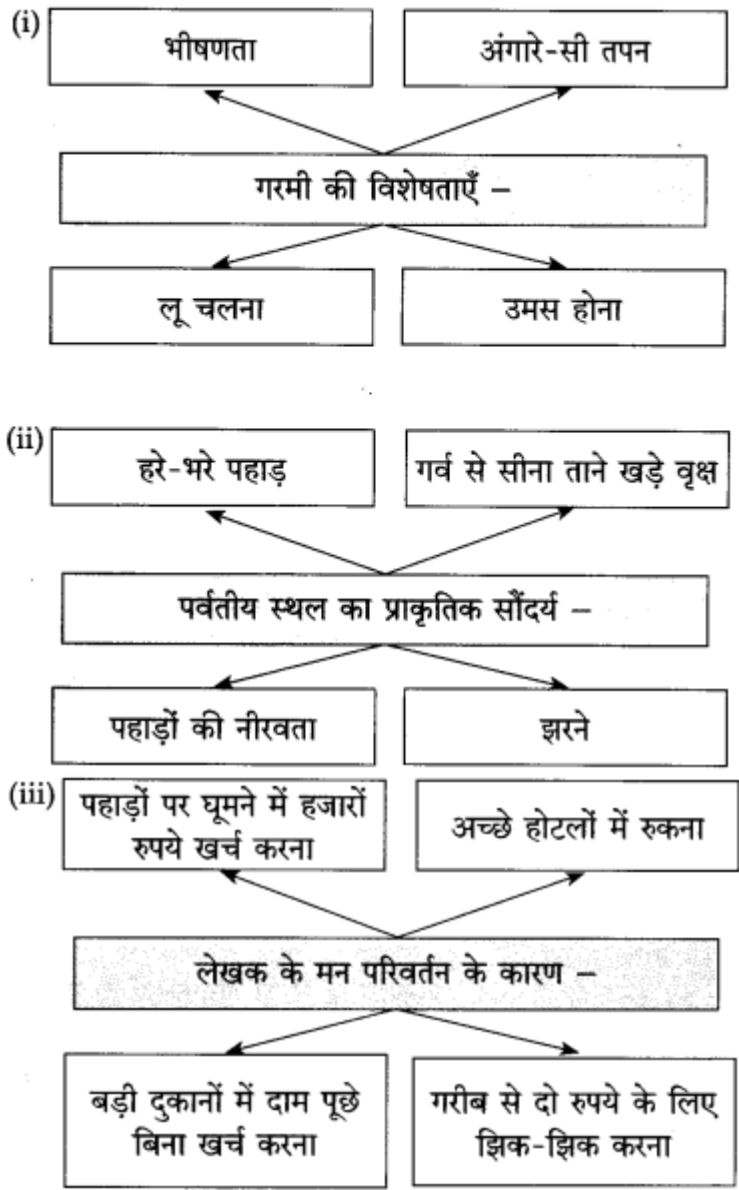 (i)
भीषणता
अंगारे-सी तपन
गरमी की विशेषताएँ –
लू चलना
उमस होना
(ii)
हरे-भरे पहाड़
गर्व से सीना ताने खड़े वृक्ष
पर्वतीय स्थल का प्राकृतिक सौंदर्य –
पहाड़ों की नीरवता
झरने
(iii)
पहाड़ों पर घूमने में हजारों
रुपये खर्च करना
अच्छे होटलों में रुकना
लेखक के मन परिवर्तन के कारण –
बड़ी दुकानों में दाम पूछे
बिना खर्च करना
गरीब से दो रुपये के लिए
झिक-झिक करना